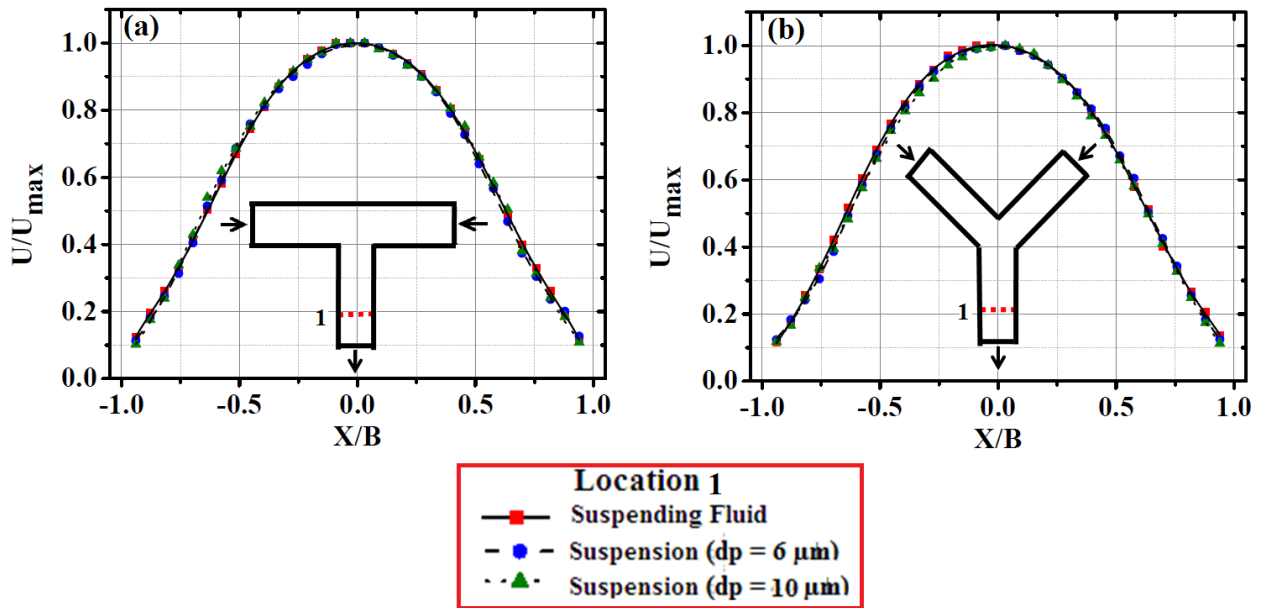 (a)
1.0
0.8
0.6
0.4
0.2
0.0
U/Umax
1
-1.0 -0.5 0.0 0.5 1.0
X/B
(b)
1.0
0.8
0.6
0.4
0.2
0.0
U/Umax
1
-1.0 -0.5 0.0 0.5 1.0
X/B
Location 1
Suspending Fluid
Suspension (dp = 6 µm)
Suspension (dp = 10 µm)